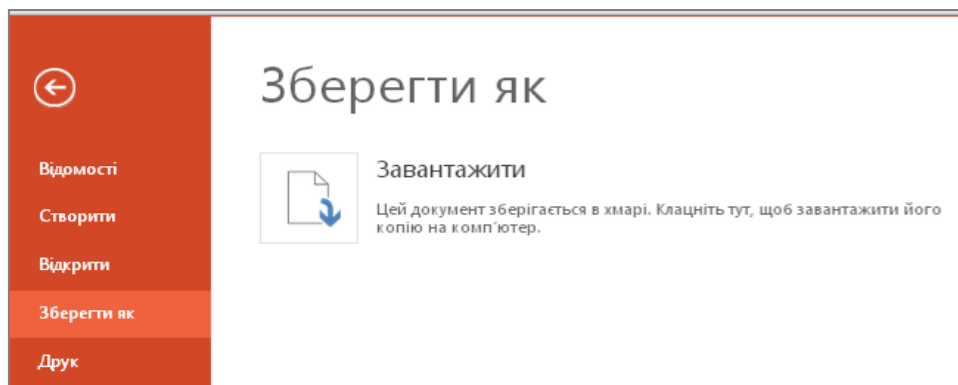 Зберегти як
Відомості
Створити
Відкрити
Зберегти як
Друк
Завантажити
Цей документ зберігається в хмарі. Клацніть тут, щоб завантажити його
копію на комп'ютер.